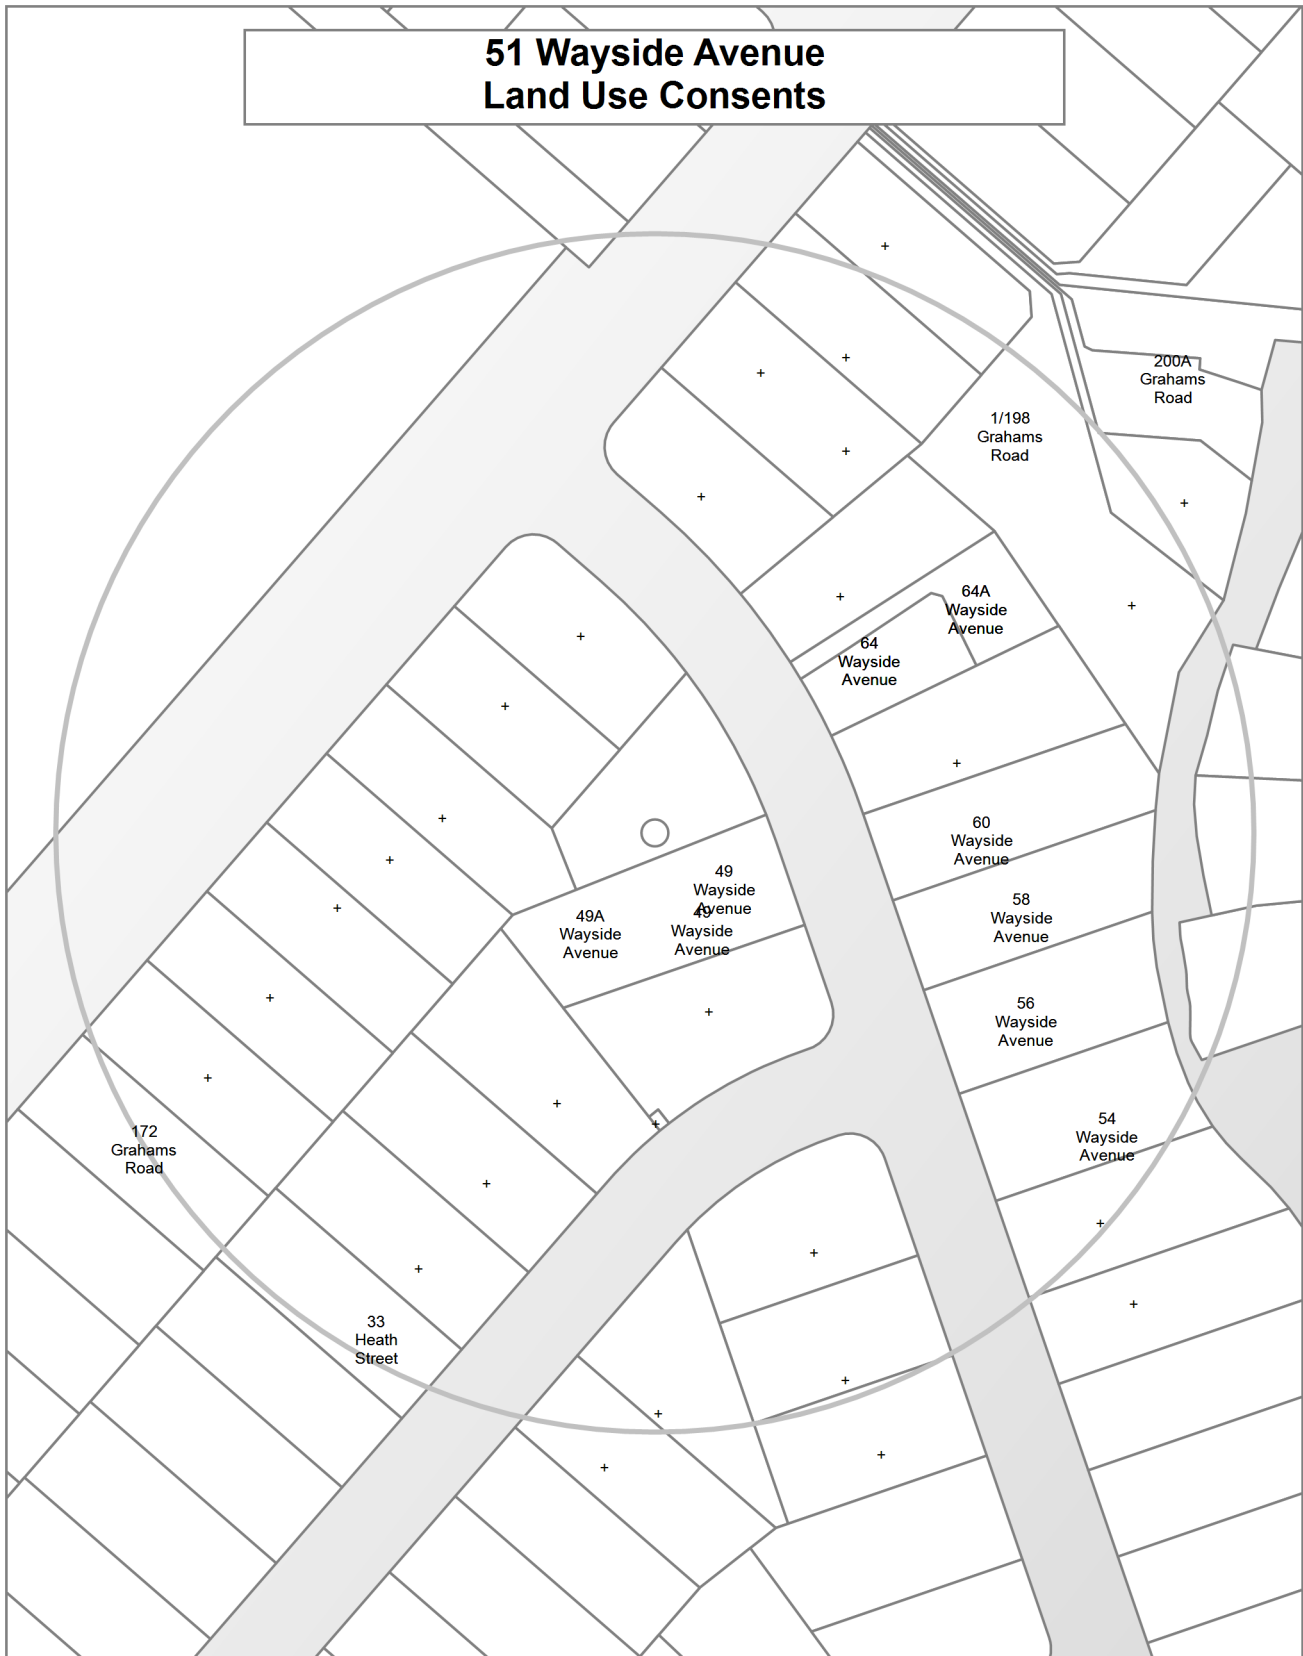 51 Wayside Avenue
Land Use Consents
200A
Grahams
Road
1/198
Grahams
Road
64A
Wayside
Avenue
64
Wayside
Avenue
60
Wayside
Avenue
49
Wayside
Avenue
49
Wayside
Avenue
49A
Wayside
Avenue
58
Wayside
Avenue
56
Wayside
Avenue
54
Wayside
Avenue
172
Grahams
Road
33
Heath
Street